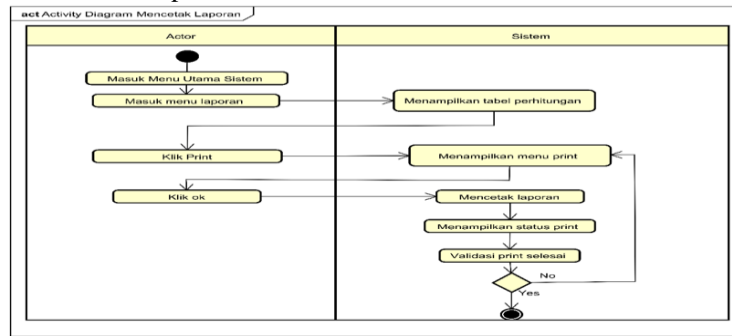 act Activity Diagram Mencetak Laporan
Actor
Sistem
Masuk Menu Utama Sistem
Masuk menu laporan
Menampilkan tabel perhitungan
Klik Print
Menampilkan menu print
Klik ok
Mencetak laporan
Menampilkan status print
Validasi print selesai
No
Yes